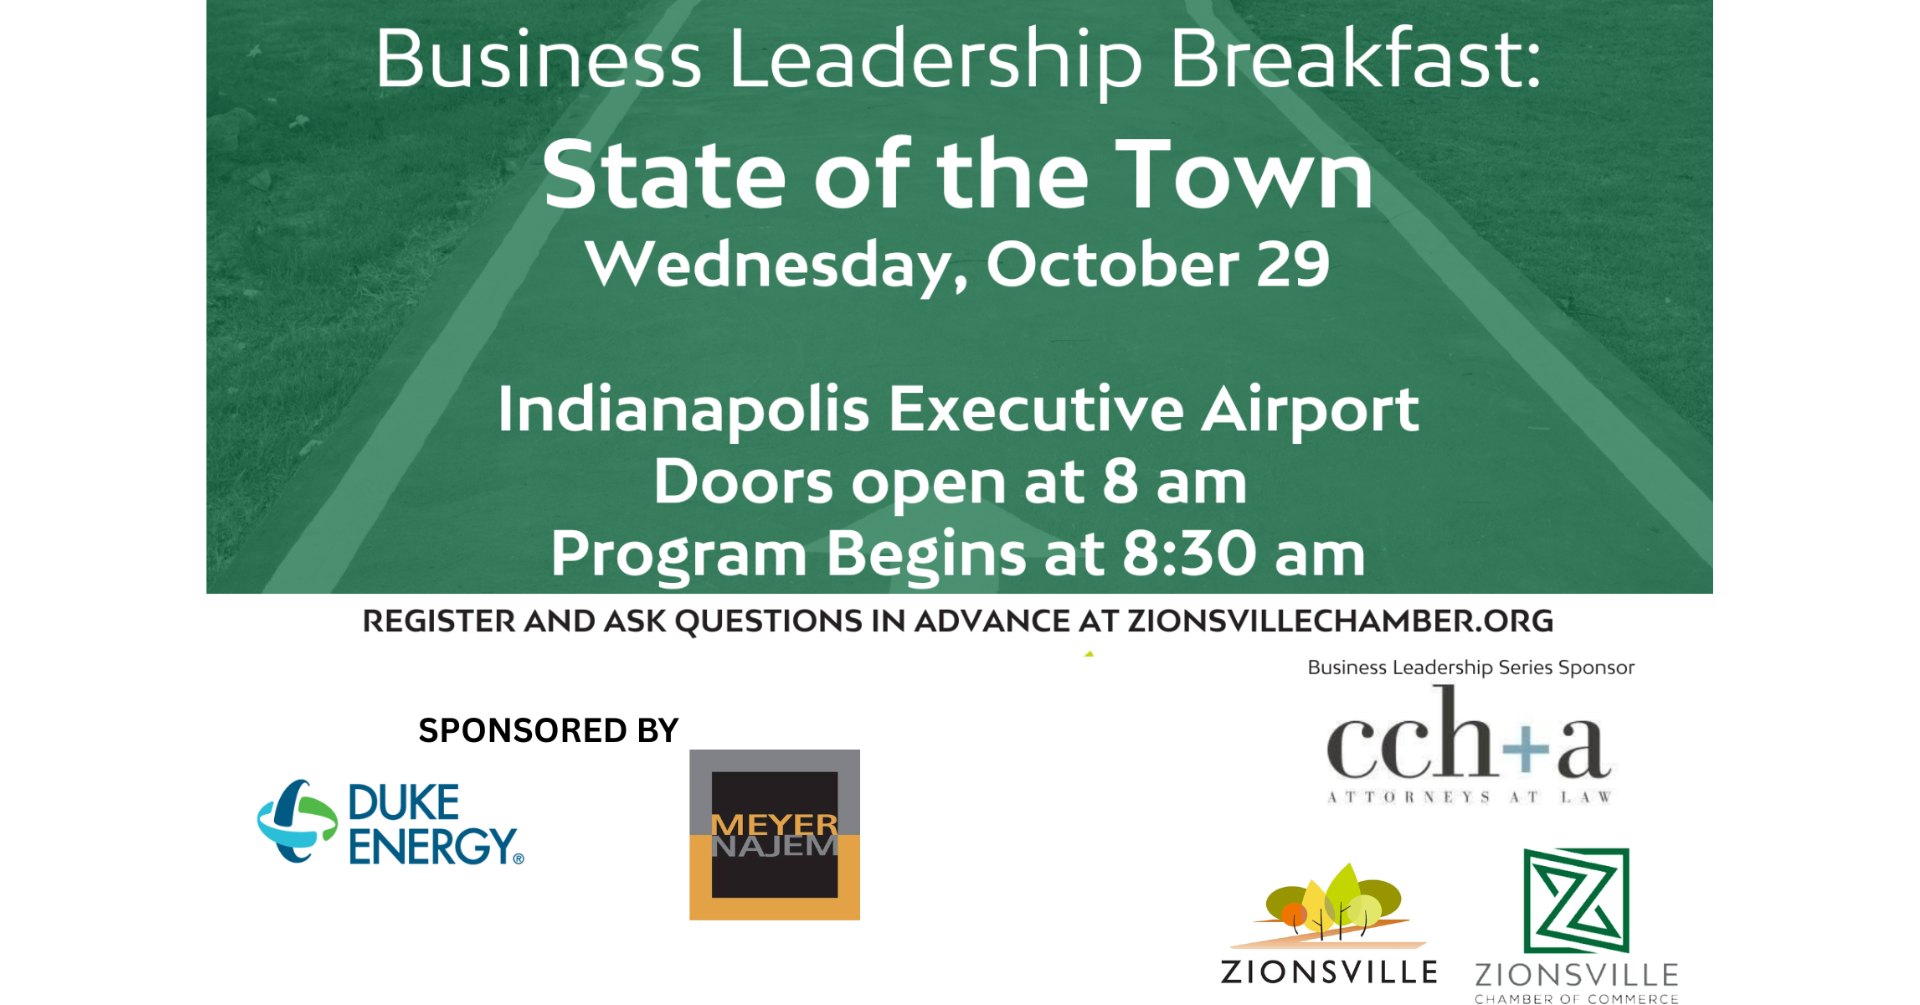 Business Leadership Breakfast:
State of the Town
Wednesday, October 29
Indianapolis Executive Airport
Doors open at 8 am
Program Begins at 8:30 am
REGISTER AND ASK QUESTIONS IN ADVANCE AT ZIONSVILLECHAMBER.ORG
SPONSORED BY
DUKE
ENERGY®
MEYER
NAJEM
Business Leadership Series Sponsor
cch+a
ATTORNEYS AT LAW
ZIONSVILLE
ZIONSVILLE
CHAMBER OF COMMERCE